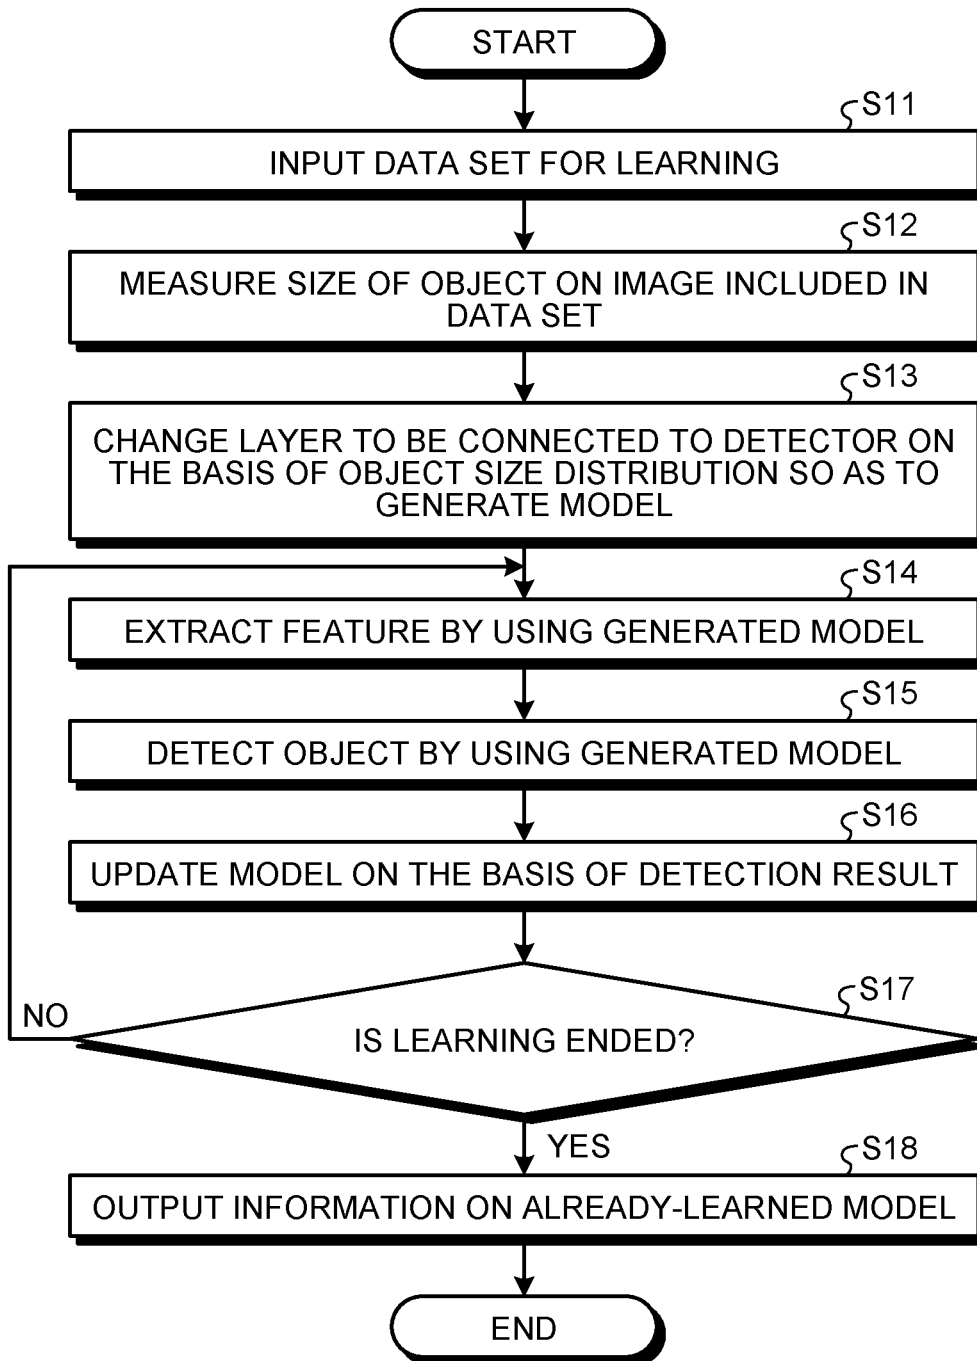 START
S11
INPUT DATA SET FOR LEARNING
S12
MEASURE SIZE OF OBJECT ON IMAGE INCLUDED IN
DATA SET
S13
CHANGE LAYER TO BE CONNECTED TO DETECTOR ON
THE BASIS OF OBJECT SIZE DISTRIBUTION SO AS TO
GENERATE MODEL
S14
EXTRACT FEATURE BY USING GENERATED MODEL
S15
DETECT OBJECT BY USING GENERATED MODEL
S16
UPDATE MODEL ON THE BASIS OF DETECTION RESULT
S17
NO
IS LEARNING ENDED?
YES
S18
OUTPUT INFORMATION ON ALREADY-LEARNED MODEL
END